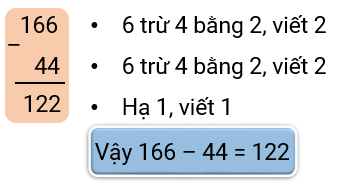 166
–
44
122
• 6 trừ 4 bằng 2, viết 2
• 6 trừ 4 bằng 2, viết 2
• Hạ 1, viết 1
Vậy 166 – 44 = 122